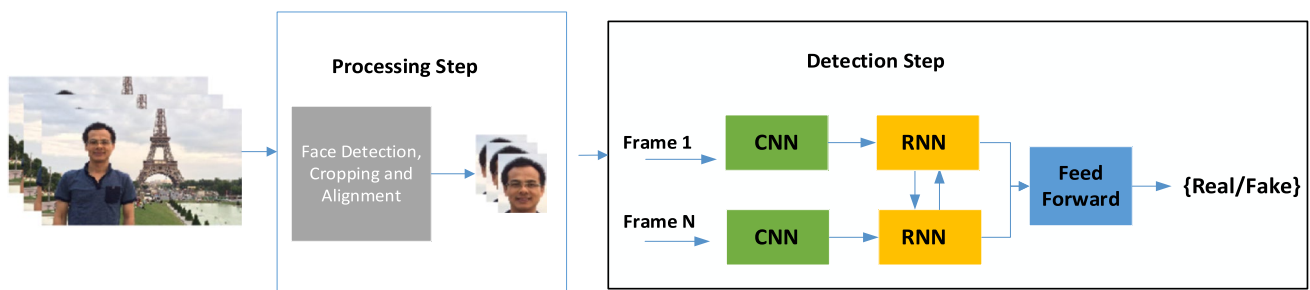 Processing Step
Face Detection,
Cropping and
Alignment
Detection Step
Frame 1
CNN
RNN
Frame N
CNN
RNN
Feed
Forward
{Real/Fake}